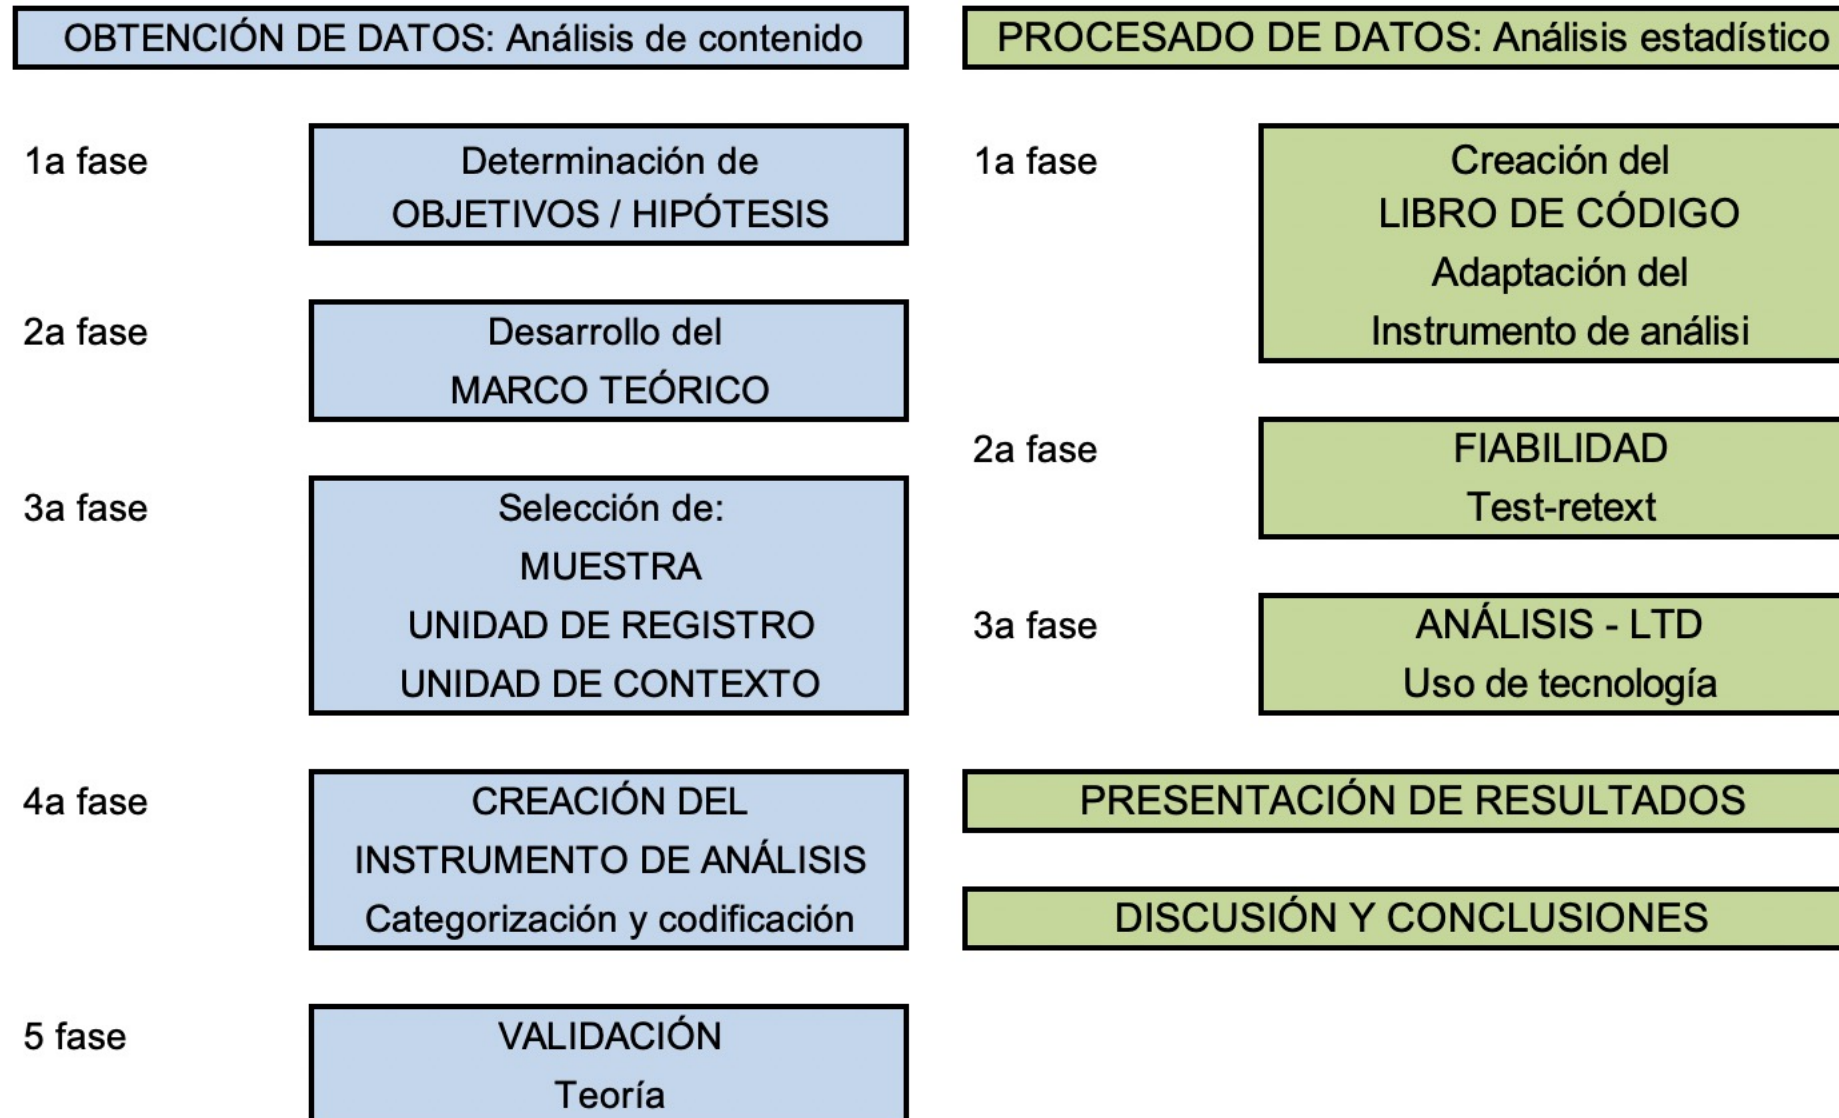 OBTENCIÓN DE DATOS: Análisis de contenido
1a fase
Determinación de
OBJETIVOS / HIPÓTESIS
2a fase
Desarrollo del
MARCO TEÓRICO
3a fase
Selección de:
MUESTRA
UNIDAD DE REGISTRO
UNIDAD DE CONTEXTO
4a fase
CREACIÓN DEL
INSTRUMENTO DE ANÁLISIS
Categorización y codificación
5 fase
VALIDACIÓN
Teoría
PROCESADO DE DATOS: Análisis estadístico
1a fase
Creación del
LIBRO DE CÓDIGO
Adaptación del
Instrumento de análisi
2a fase
FIABILIDAD
Test-retext
3a fase
ANÁLISIS - LTD
Uso de tecnología
PRESENTACIÓN DE RESULTADOS
DISCUSIÓN Y CONCLUSIONES